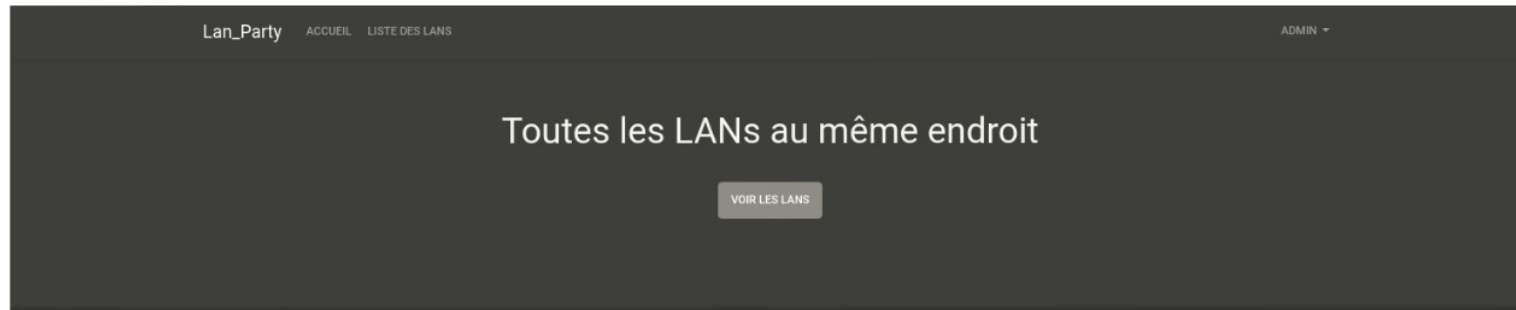 Lan_Party ACCUEIL LISTE DES LANS ADMIN
Toutes les LANs au même endroit
VOIR LES LANS